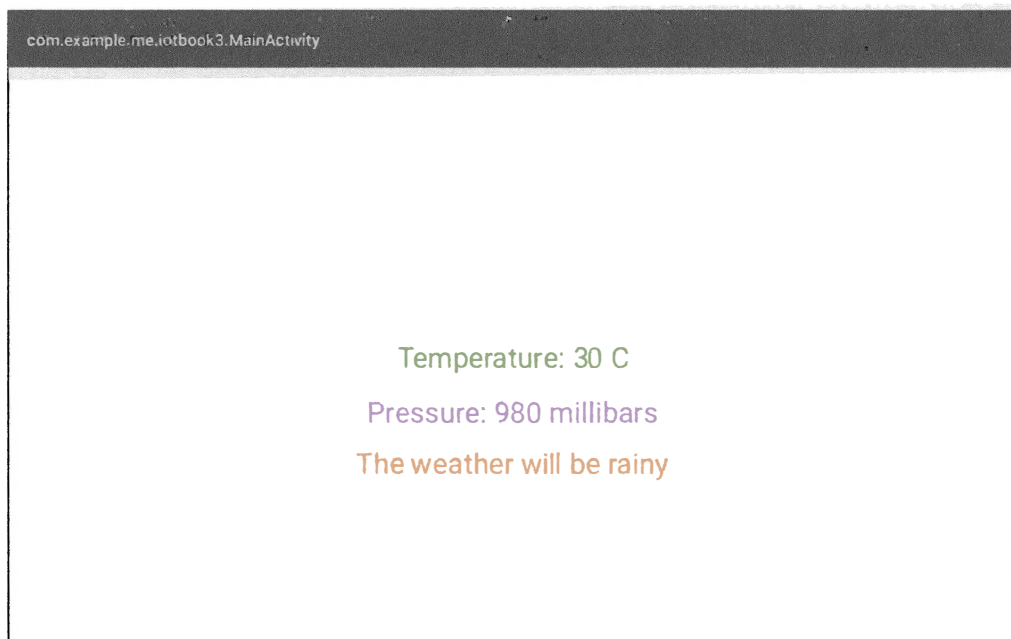 com.example.me.iotbook3.MainActivity
Temperature: 30 C
Pressure: 980 millibars
The weather will be rainy